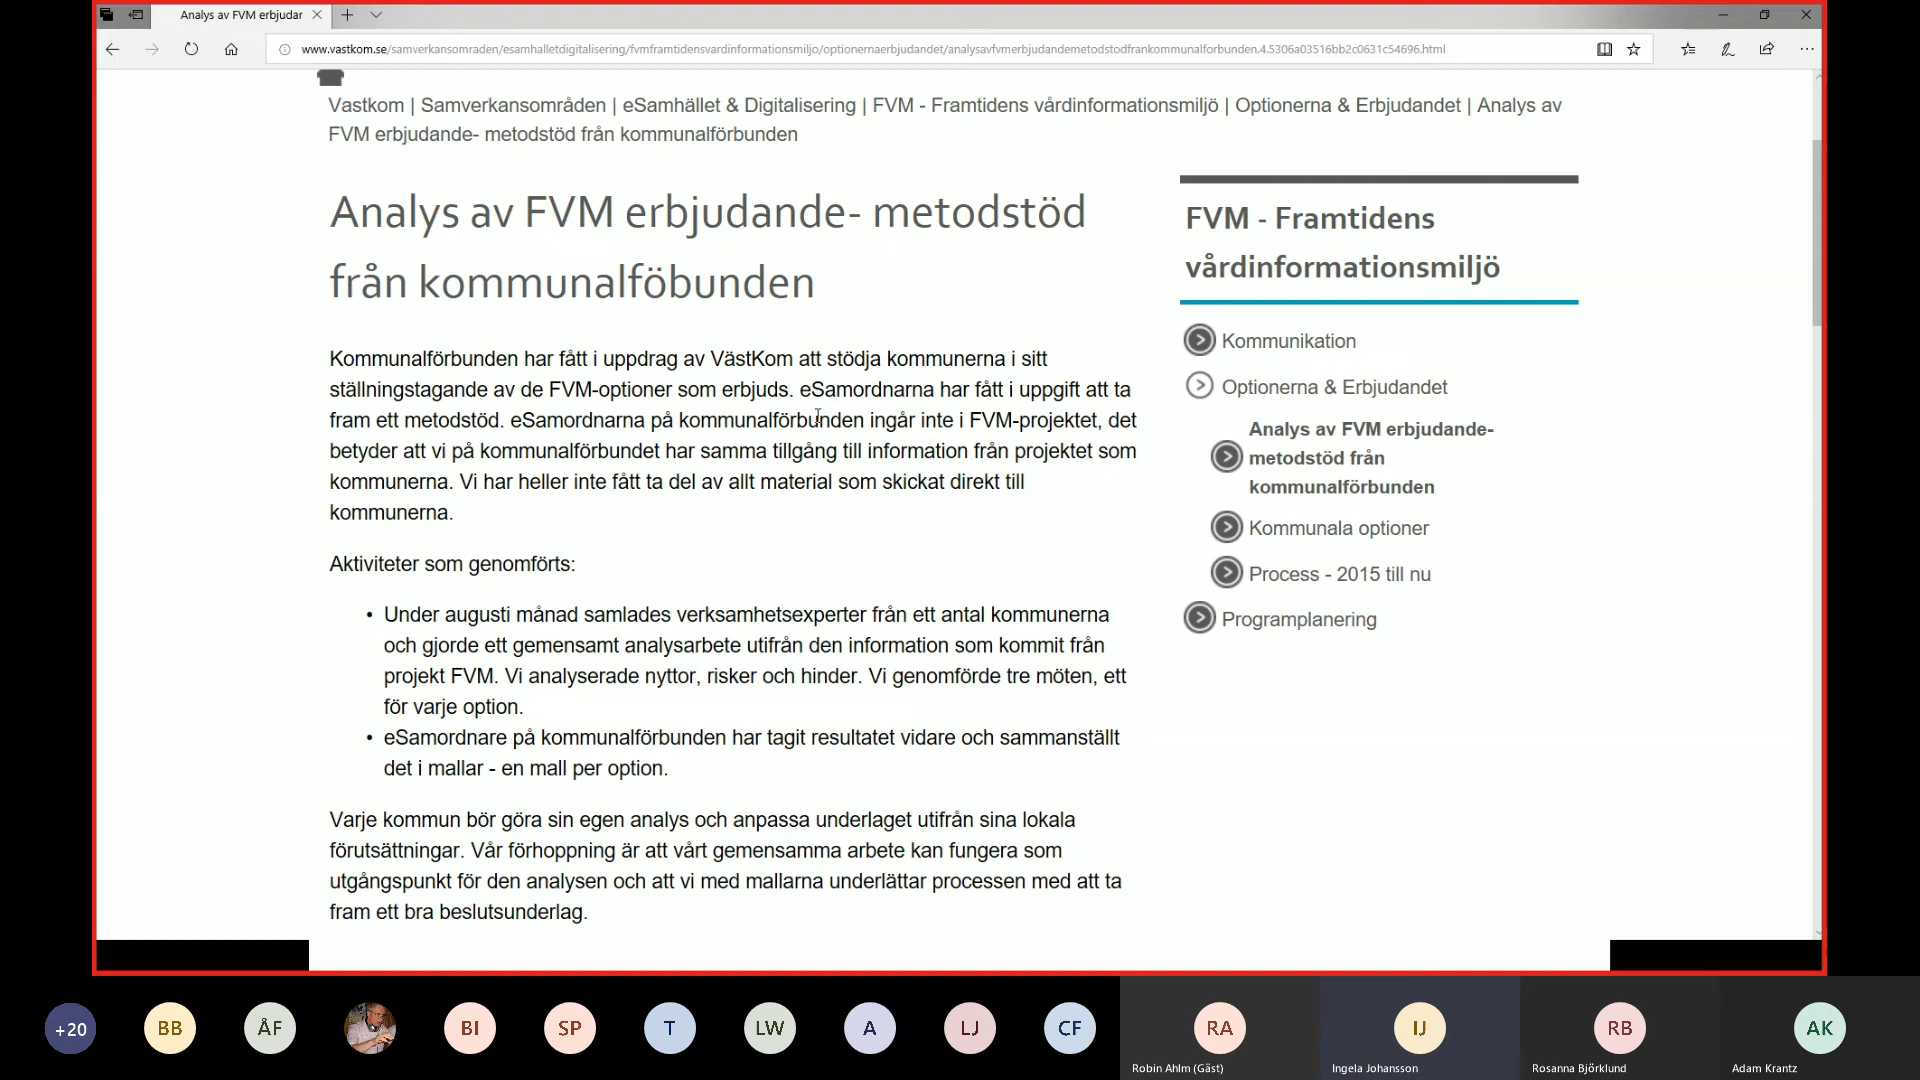 Analys av FVM erbjudar
www.vastkom.se/samverkansomraden/esamhalletdigitalisering/fvmframtidensvardinformationsmiljo/optionernaerbjudandet/analysavfvmerbjudandemetodstodfrankommunalforbunden.4.5306a03516bb2c0631c54696.html
Vastkom | Samverkansområden | eSamhället & Digitalisering | FVM - Framtidens vårdinformationsmiljö | Optionerna & Erbjudandet | Analys av
FVM erbjudande- metodstöd från kommunalförbunden
Analys av FVM erbjudande- metodstöd
från kommunalföbunden
Kommunalförbunden har fått i uppdrag av VästKom att stödja kommunerna i sitt
ställningstagande av de FVM-optioner som erbjuds. eSamordnarna har fått i uppgift att ta
fram ett metodstöd. eSamordnarna på kommunalförbunden ingår inte i FVM-projektet, det
betyder att vi på kommunalförbundet har samma tillgång till information från projektet som
kommunerna. Vi har heller inte fått ta del av allt material som skickat direkt till
kommunerna.
Aktiviteter som genomförts:
• Under augusti månad samlades verksamhetsexperter från ett antal kommunerna
och gjorde ett gemensamt analysarbete utifrån den information som kommit från
projekt FVM. Vi analyserade nyttor, risker och hinder. Vi genomförde tre möten, ett
för varje option.
• eSamordnare på kommunalförbunden har tagit resultatet vidare och sammanställt
det i mallar - en mall per option.
Varje kommun bör göra sin egen analys och anpassa underlaget utifrån sina lokala
förutsättningar. Vår förhoppning är att vårt gemensamma arbete kan fungera som
utgångspunkt för den analysen och att vi med mallarna underlättar processen med att ta
fram ett bra beslutsunderlag.
FVM - Framtidens
vårdinformationsmiljö
Kommunikation
Optionerna & Erbjudandet
Analys av FVM erbjudande-
metodstöd från
kommunalförbunden
Kommunala optioner
Process - 2015 till nu
Programplanering
+20
BB
ÅF
BI
SP
T
LW
A
LJ
CF
RA
IJ
RB
AK
Robin Ahlm (Gäst)
Ingela Johansson
Rosanna Björklund
Adam Krantz